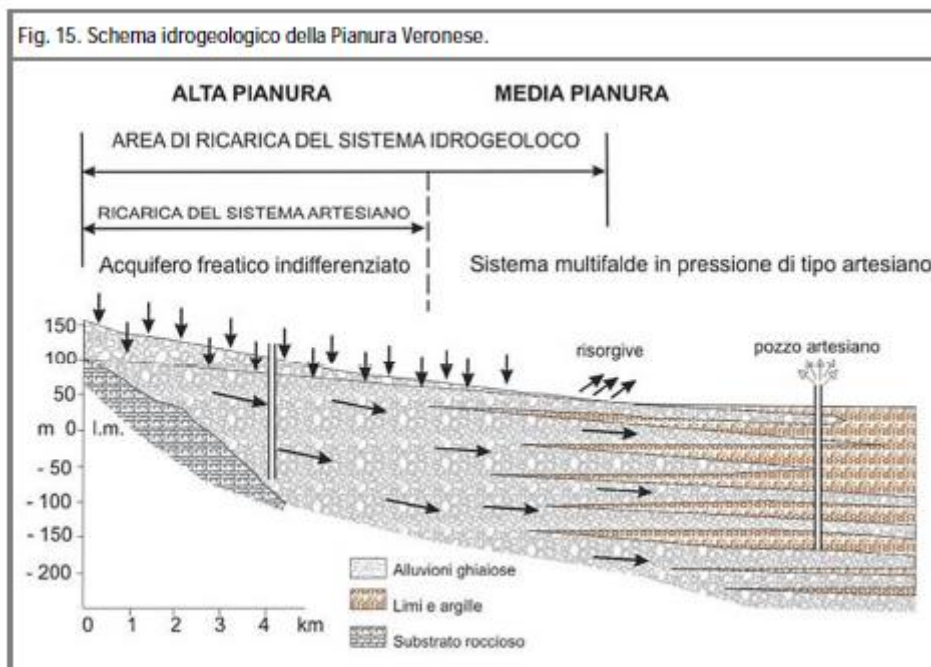 Fig. 15. Schema idrogeologico della Pianura Veronese.
ALTA PIANURA
MEDIA PIANURA
AREA DI RICARICA DEL SISTEMA IDROGEOLOCO
RICARICA DEL SISTEMA ARTESIANO
Acquifero freatico indifferenziato
Sistema multifalde in pressione di tipo artesiano
risorgive
pozzo artesiano
150
100
50
m 0 l.m.
- 50
- 100
- 150
- 200
0 1 2 3 4 km
Alluvioni ghiaiose
Limi e argille
Substrato roccioso